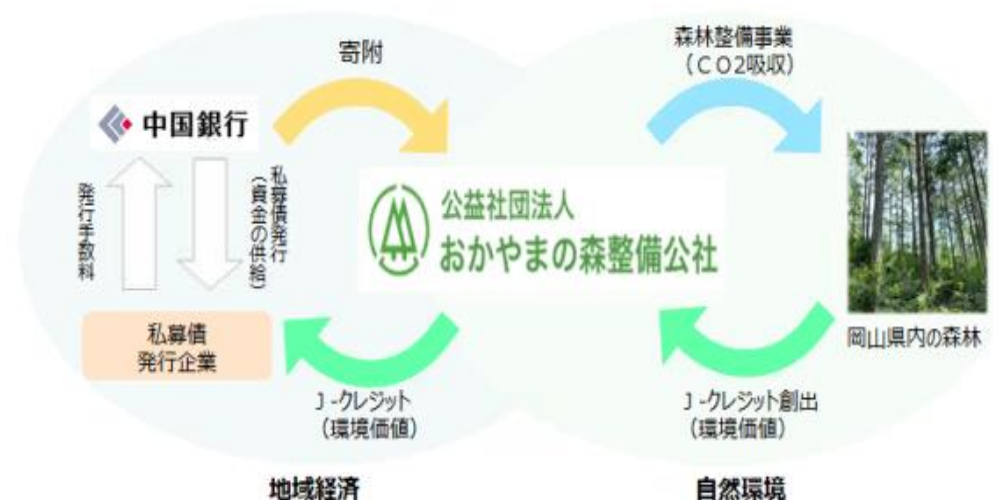 寄附
森林整備事業
（CO2吸収）
中国銀行
発行手数料
私募債発行
（資金の供給）
公益社団法人
おかやまの森整備公社
私募債
発行企業
岡山県内の森林
J-クレジット
（環境価値）
J-クレジット創出
（環境価値）
地域経済
自然環境